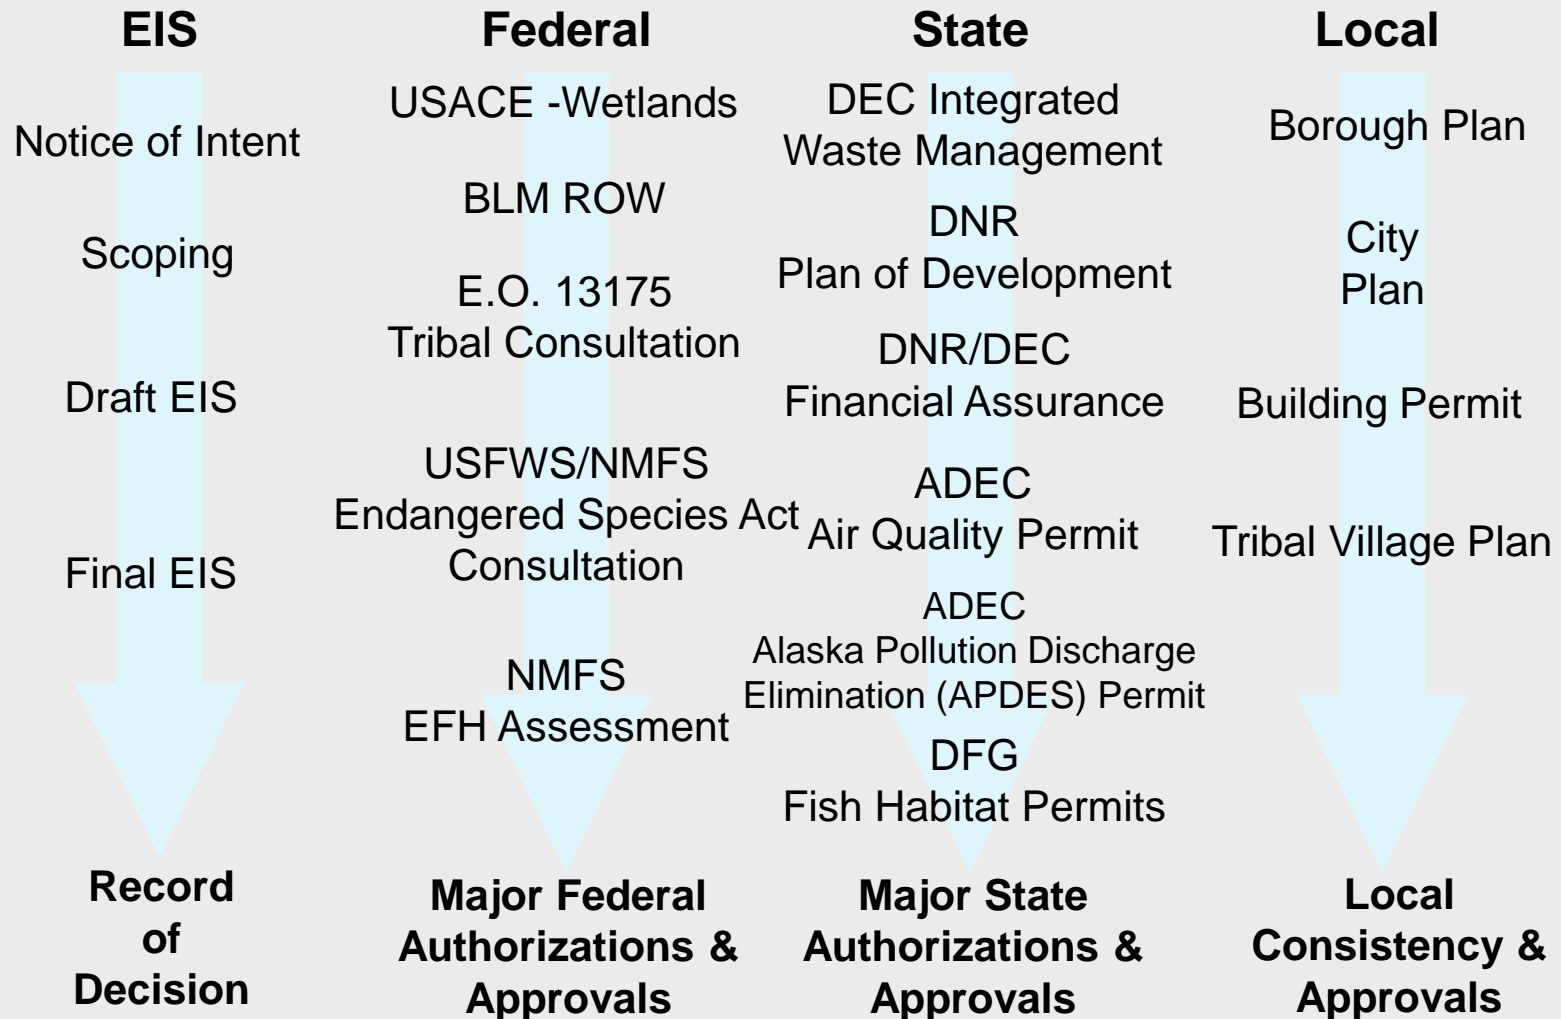 EIS
Notice of Intent
Scoping
Draft EIS
Final EIS
Record
of
Decision
Federal
USACE -Wetlands
BLM ROW
E.O. 13175
Tribal Consultation
USFWS/NMFS
Endangered Species Act
Consultation
NMFS
EFH Assessment
Major Federal
Authorizations &
Approvals
State
DEC Integrated
Waste Management
DNR
Plan of Development
DNR/DEC
Financial Assurance
ADEC
Air Quality Permit
ADEC
Alaska Pollution Discharge
Elimination (APDES) Permit
DFG
Fish Habitat Permits
Major State
Authorizations &
Approvals
Local
Borough Plan
City
Plan
Building Permit
Tribal Village Plan
Local
Consistency &
Approvals